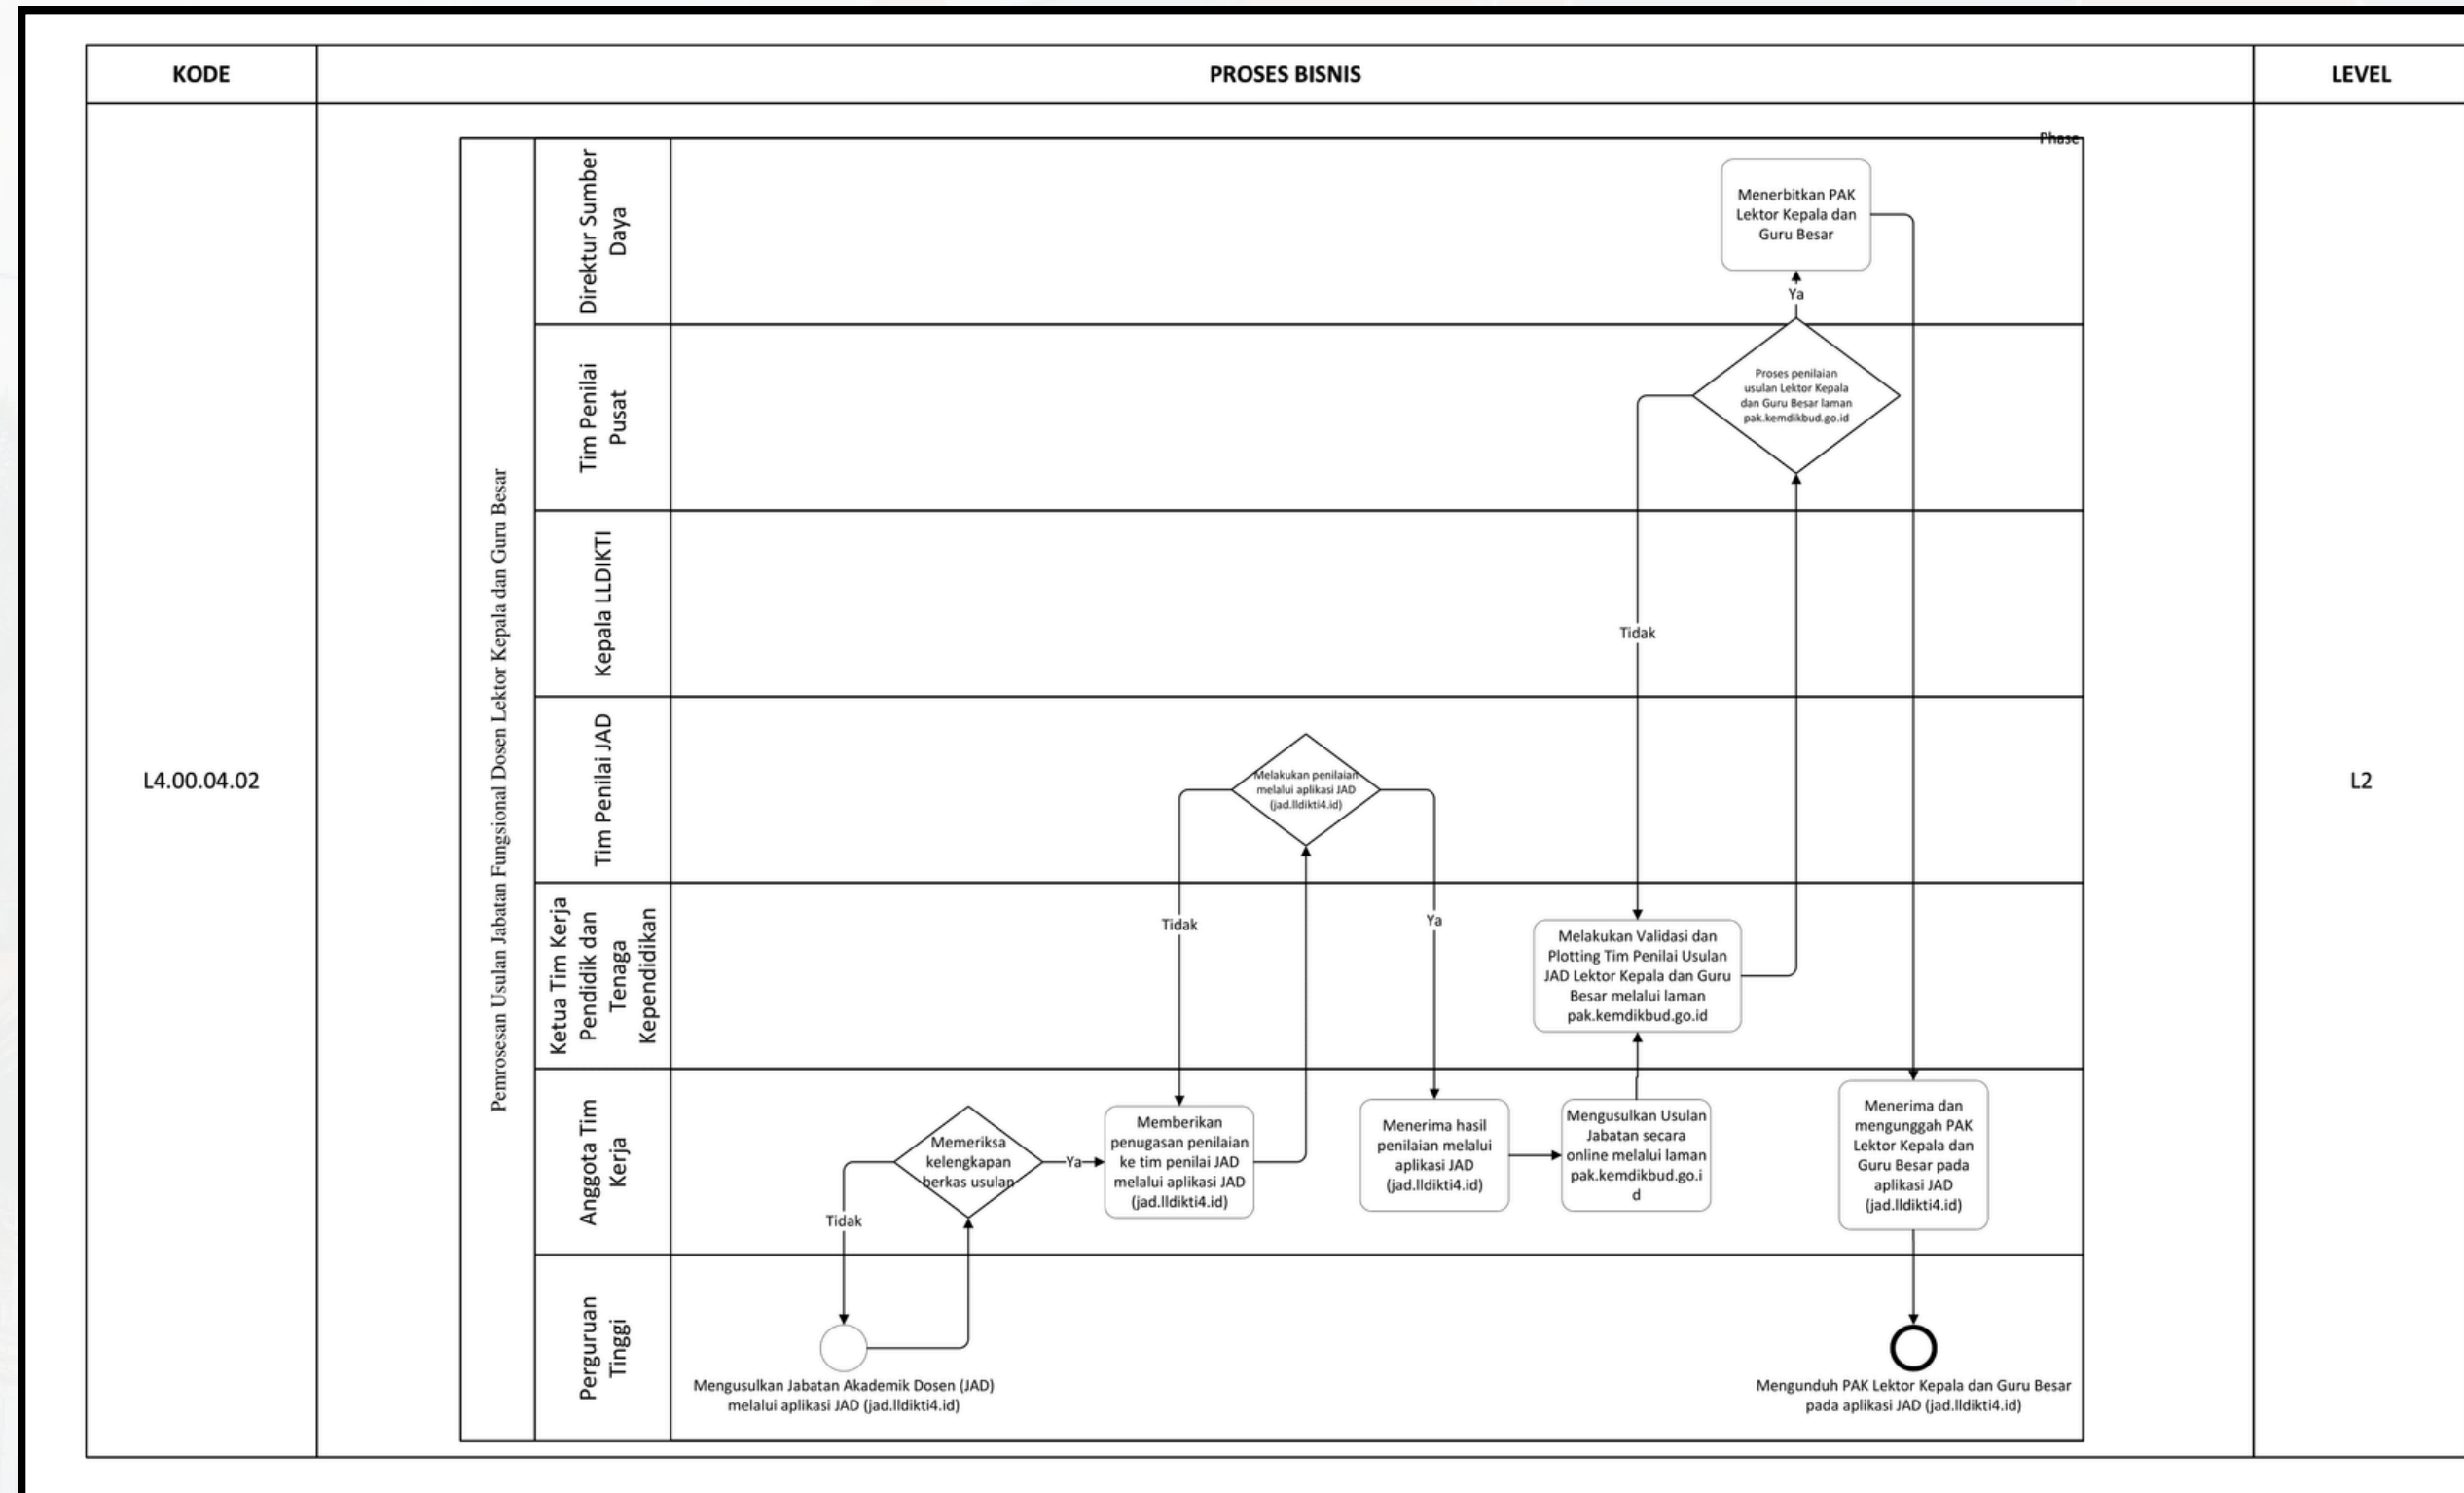 KODE
PROSES BISNIS
LEVEL
L4.00.04.02
L2
Phase
Pemrosesan Usulan Jabatan Fungsional Dosen Lektor Kepala dan Guru Besar
Direktur Sumber
Daya
Menerbitkan PAK
Lektor Kepala dan
Guru Besar
Ya
Tim Penilai
Pusat
Proses penilaian
usulan Lektor Kepala
dan Guru Besar laman
pak.kemdikbud.go.id
Kepala LLDIKTI
Tidak
Tim Penilai JAD
Melakukan penilaian
melalui aplikasi JAD
(jad.lldikti4.id)
Ketua Tim Kerja
Pendidik dan
Tenaga
Kependidikan
Tidak
Ya
Melakukan Validasi dan
Plotting Tim Penilai Usulan
JAD Lektor Kepala dan Guru
Besar melalui laman
pak.kemdikbud.go.id
Anggota Tim
Kerja
Memeriksa
kelengkapan
berkas usulan
Ya
Tidak
Memberikan
penugasan penilaian
ke tim penilai JAD
melalui aplikasi JAD
(jad.lldikti4.id)
Menerima hasil
penilaian melalui
aplikasi JAD
(jad.lldikti4.id)
Mengusulkan Usulan
Jabatan secara
online melalui laman
pak.kemdikbud.go.i
d
Menerima dan
mengunggah PAK
Lektor Kepala dan
Guru Besar pada
aplikasi JAD
(jad.lldikti4.id)
Perguruan
Tinggi
Mengusulkan Jabatan Akademik Dosen (JAD)
melalui aplikasi JAD (jad.lldikti4.id)
Mengunduh PAK Lektor Kepala dan Guru Besar
pada aplikasi JAD (jad.lldikti4.id)